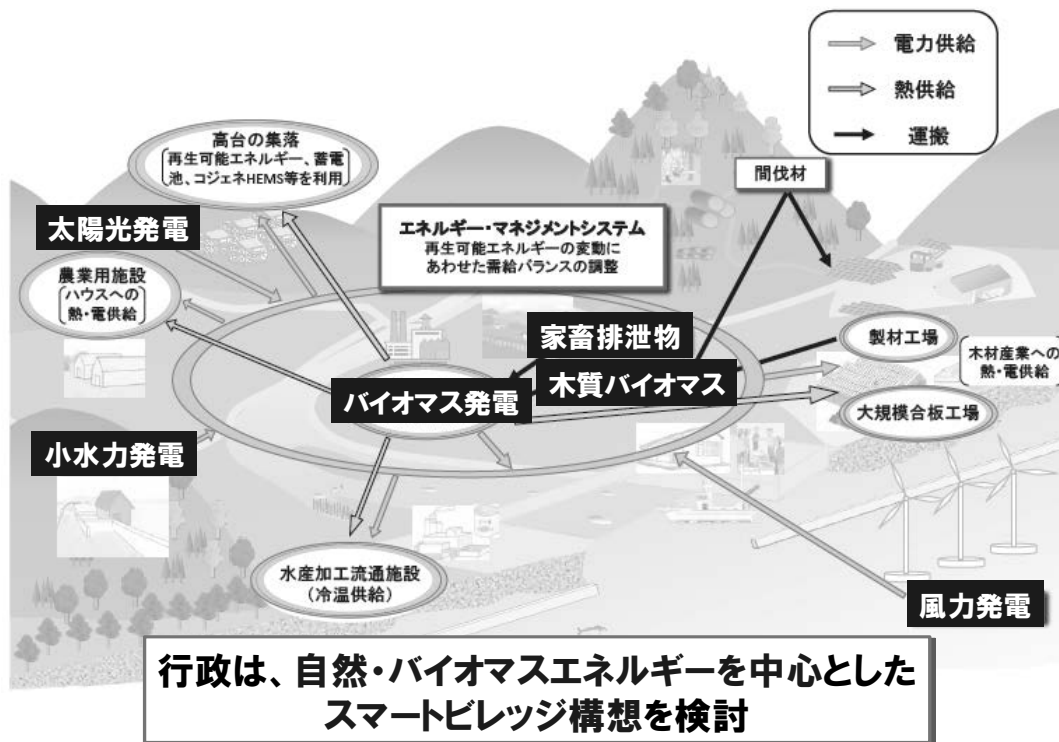 電力供給
熱供給
運搬
高台の集落
再生可能エネルギー、蓄電
池、コジェネHEMS等を利用
間伐材
太陽光発電
エネルギー・マネジメントシステム
再生可能エネルギーの変動に
あわせた需給バランスの調整
農業用施設
ハウスへの
熱・電供給
家畜排泄物
製材工場
木材産業への
熱・電供給
木質バイオマス
バイオマス発電
大規模合板工場
小水力発電
水産加工流通施設
(冷温供給)
風力発電
行政は、自然・バイオマスエネルギーを中心とした
スマートビレッジ構想を検討